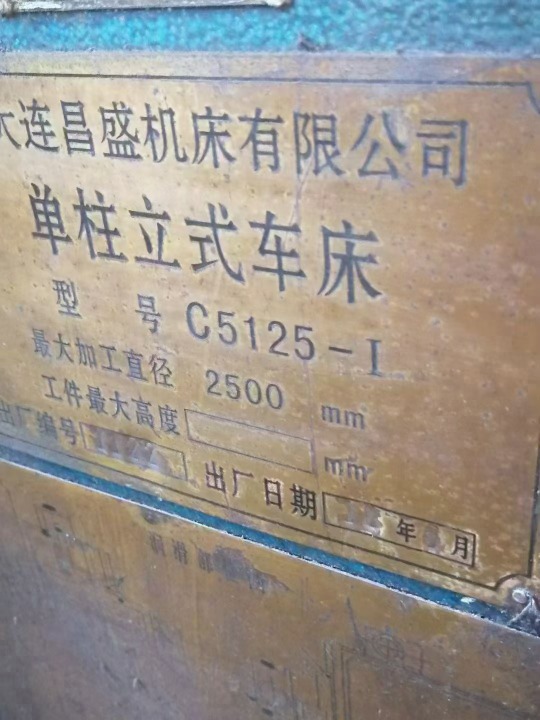 大连昌盛机床有限公司
单柱立式车床
型 号 C5125-I
最大加工直径 2500 mm
工件最大高度 mm
出厂编号 出厂日期 年 月